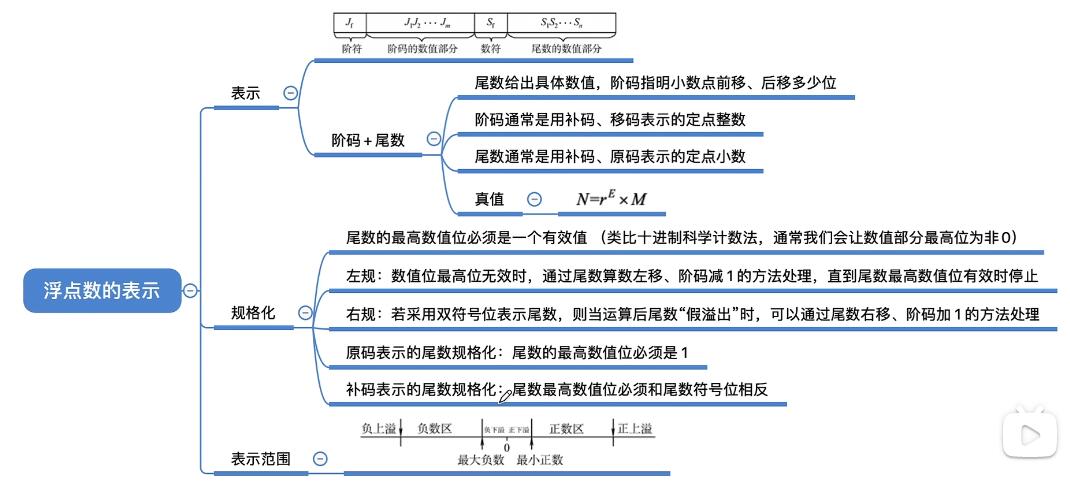 J_f J₁J₂⋯J_m S_f S₁S₂⋯S_n
阶符 阶码的数值部分 数符 尾数的数值部分
表示
阶码+尾数
尾数给出具体数值，阶码指明小数点前移、后移多少位
阶码通常是用补码、移码表示的定点整数
尾数通常是用补码、原码表示的定点小数
真值 N=r^E×M
浮点数的表示
规格化
尾数的最高数值位必须是一个有效值 （类比十进制科学计数法，通常我们会让数值部分最高位为非0）
左规：数值位最高位无效时，通过尾数算数左移、阶码减1的方法处理，直到尾数最高数值位有效时停止
右规：若采用双符号位表示尾数，则当运算后尾数“假溢出”时，可以通过尾数右移、阶码加1的方法处理
原码表示的尾数规格化：尾数的最高数值位必须是1
补码表示的尾数规格化：尾数最高数值位必须和尾数符号位相反
表示范围
负上溢 负数区 负下溢 正下溢 正数区 正上溢
0
最大负数 最小正数